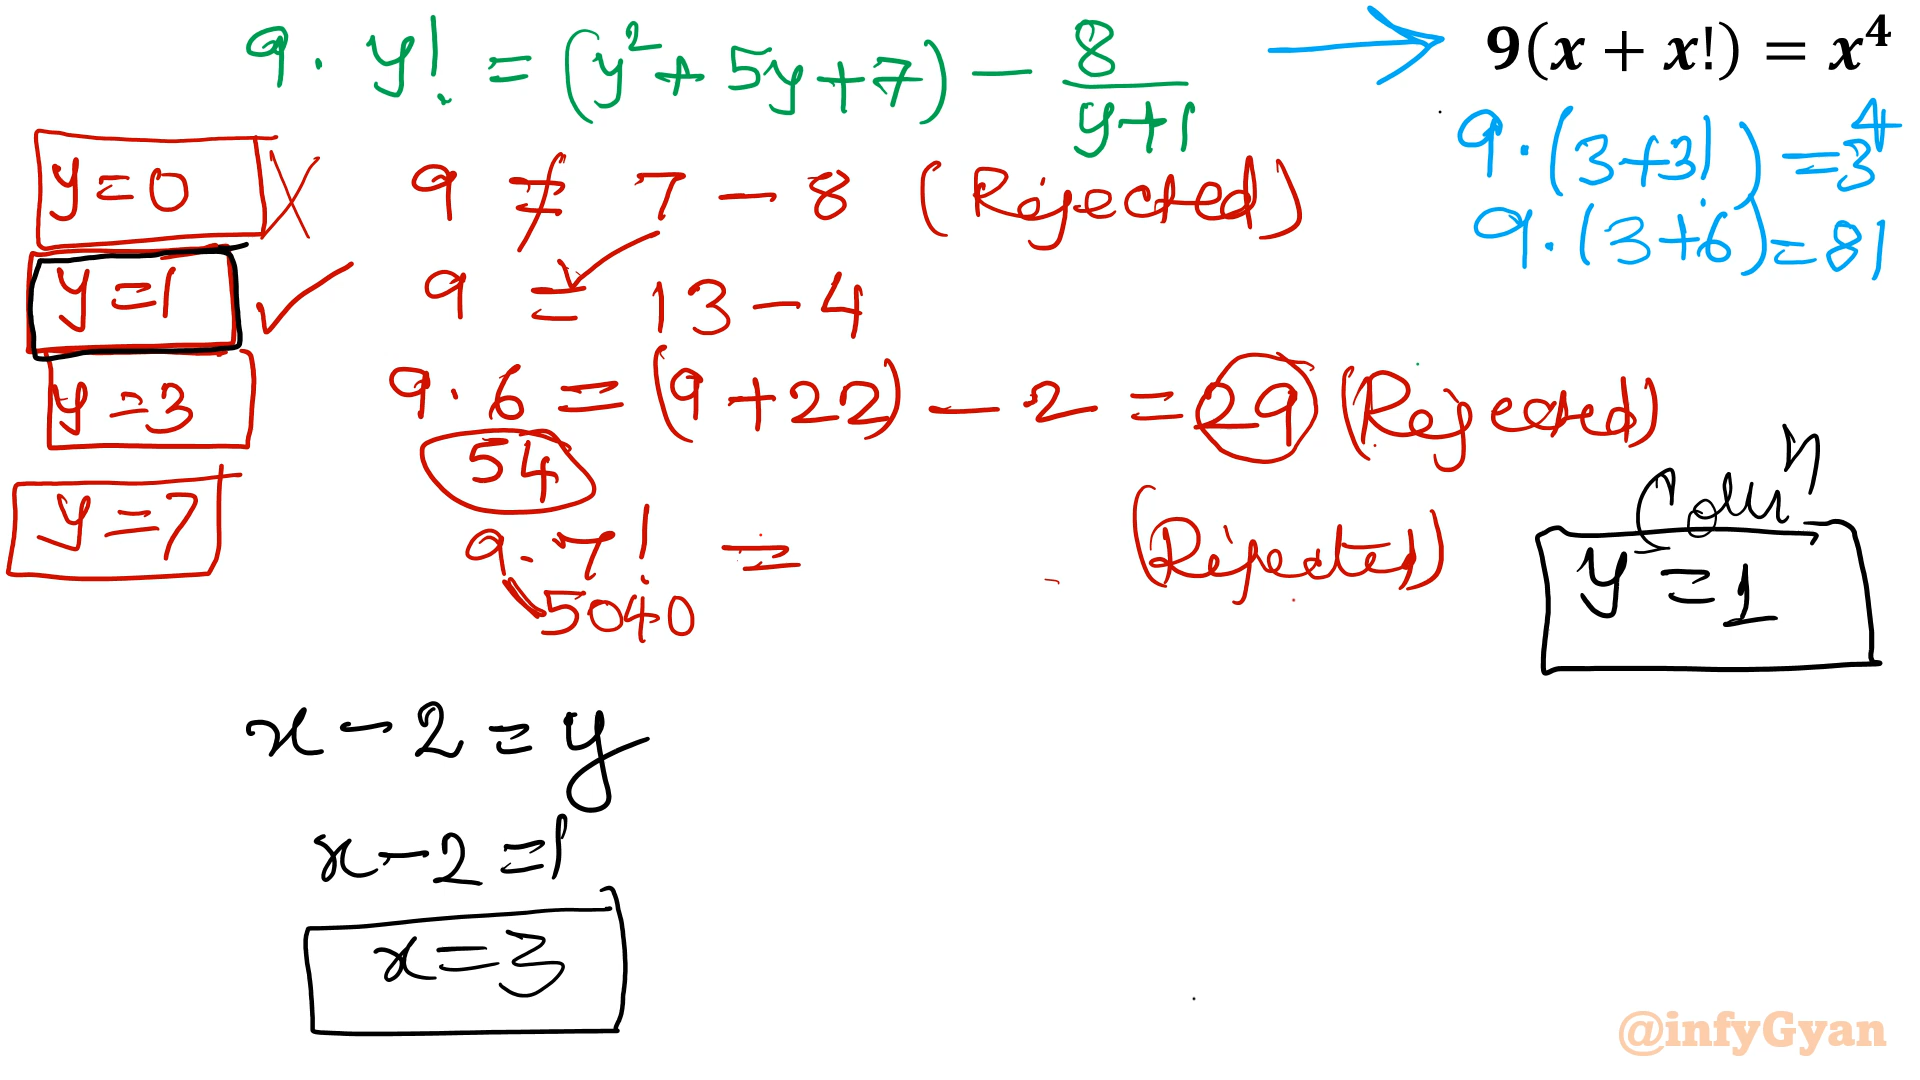 9 · y! = (y² + 5y + 7) - 8/(y+1) → 9(x + x!) = x⁴
9 · (3+3!) = 3⁴
9 · (3+6) = 81
y = 0 X 9 ≠ 7 - 8 (Rejected)
y = 1 ✓ 9 = 13 - 4
y = 3 9 · 6 = (9 + 22) - 2 = 29 (Rejected)
54
y = 7 9 · 7! = (Rejected)
5040
y = 1
x - 2 = y
x - 2 = 1
x = 3
@infyGyan